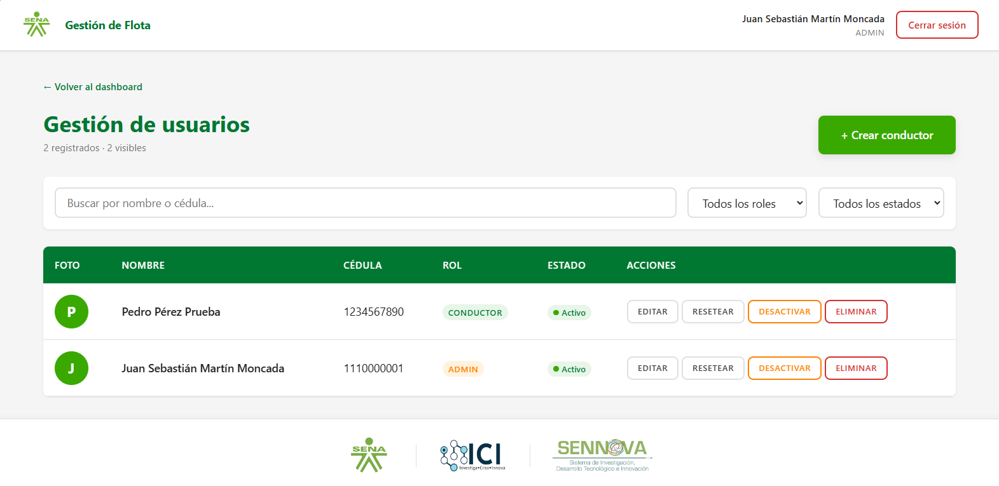 SENA
Gestión de Flota
Juan Sebastián Martín Moncada
ADMIN
Cerrar sesión
← Volver al dashboard
Gestión de usuarios
2 registrados · 2 visibles
+ Crear conductor
Buscar por nombre o cédula...
Todos los roles
Todos los estados
FOTO NOMBRE CÉDULA ROL ESTADO ACCIONES
P Pedro Pérez Prueba 1234567890 CONDUCTOR Activo EDITAR RESETEAR DESACTIVAR ELIMINAR
J Juan Sebastián Martín Moncada 1110000001 ADMIN Activo EDITAR RESETEAR DESACTIVAR ELIMINAR
SENA
ICI
Investiga•Crea•Innova
SENNOVA
Sistema de Investigación,
Desarrollo Tecnológico e Innovación